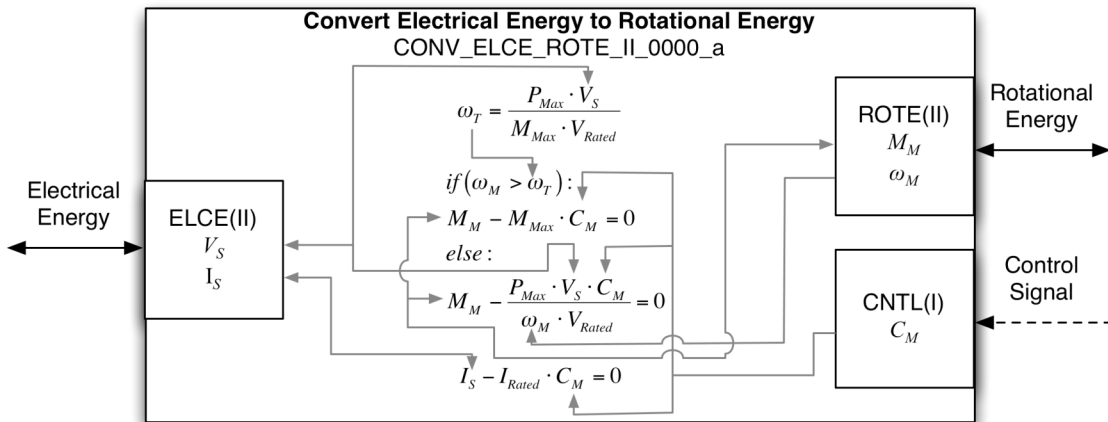 Convert Electrical Energy to Rotational Energy
CONV_ELCE_ROTE_II_0000_a
Electrical
Energy
ELCE(II)
V_S
I_S
ω_T = (P_Max · V_S) / (M_Max · V_Rated)
if(ω_M > ω_T):
M_M − M_Max · C_M = 0
else:
M_M − (P_Max · V_S · C_M) / (ω_M · V_Rated) = 0
I_S − I_Rated · C_M = 0
ROTE(II)
M_M
ω_M
Rotational
Energy
CNTL(I)
C_M
Control
Signal